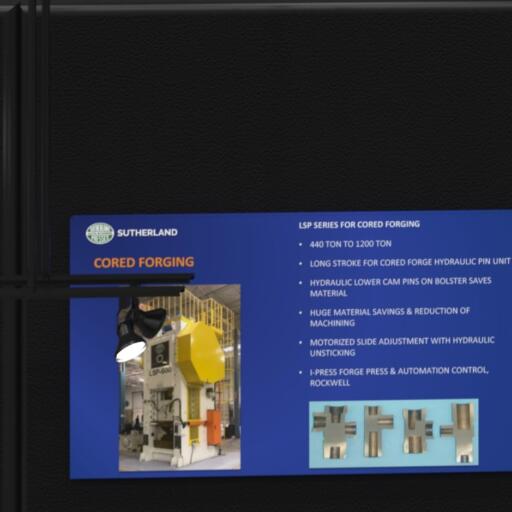 SUTHERLAND
CORED FORGING
LSP-600
LSP SERIES FOR CORED FORGING
• 440 TON TO 1200 TON
• LONG STROKE FOR CORED FORGE HYDRAULIC PIN UNIT
• HYDRAULIC LOWER CAM PINS ON BOLSTER SAVES
MATERIAL
• HUGE MATERIAL SAVINGS & REDUCTION OF
MACHINING
• MOTORIZED SLIDE ADJUSTMENT WITH HYDRAULIC
UNSTICKING
• I-PRESS FORGE PRESS & AUTOMATION CONTROL,
ROCKWELL